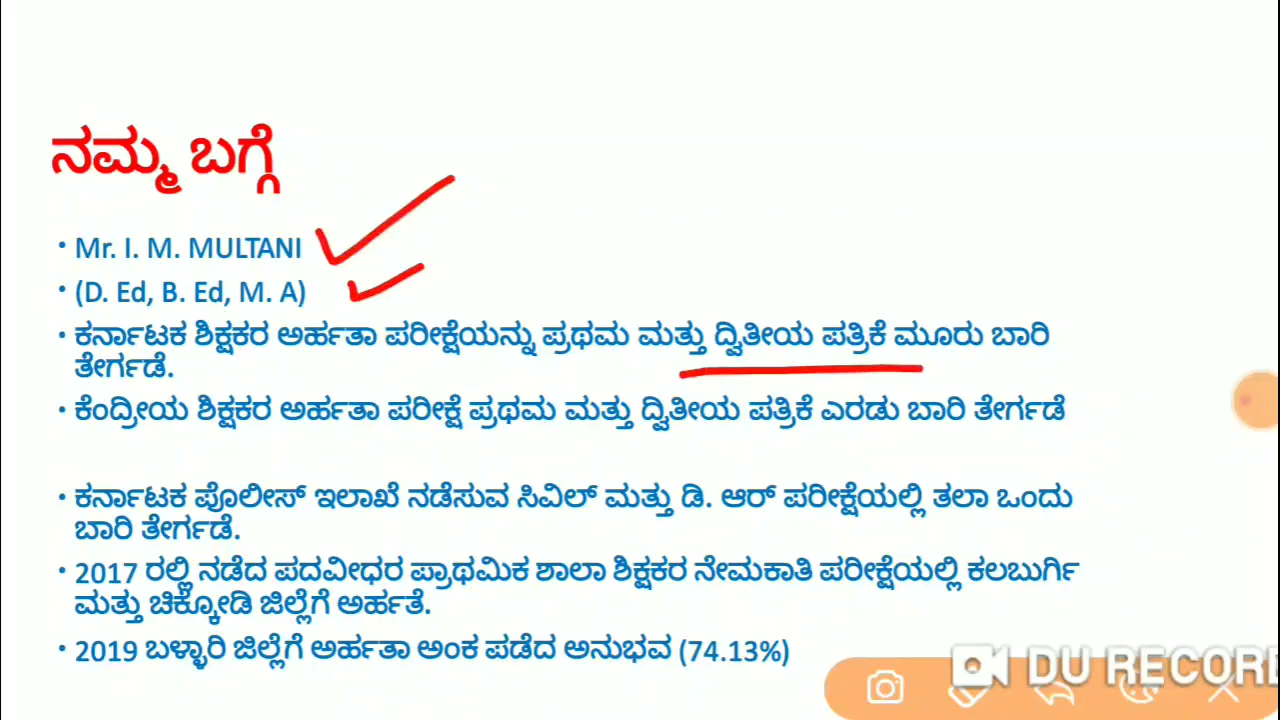 ನಮ್ಮ ಬಗ್ಗೆ
• Mr. I. M. MULTANI
• (D. Ed, B. Ed, M. A)
• ಕರ್ನಾಟಕ ಶಿಕ್ಷಕರ ಅರ್ಹತಾ ಪರೀಕ್ಷೆಯನ್ನು ಪ್ರಥಮ ಮತ್ತು ದ್ವಿತೀಯ ಪತ್ರಿಕೆ ಮೂರು ಬಾರಿ
ತೇರ್ಗಡೆ.
• ಕೆಂದ್ರೀಯ ಶಿಕ್ಷಕರ ಅರ್ಹತಾ ಪರೀಕ್ಷೆ ಪ್ರಥಮ ಮತ್ತು ದ್ವಿತೀಯ ಪತ್ರಿಕೆ ಎರಡು ಬಾರಿ ತೇರ್ಗಡೆ
• ಕರ್ನಾಟಕ ಪೊಲೀಸ್ ಇಲಾಖೆ ನಡೆಸುವ ಸಿವಿಲ್ ಮತ್ತು ಡಿ. ಆರ್ ಪರೀಕ್ಷೆಯಲ್ಲಿ ತಲಾ ಒಂದು
ಬಾರಿ ತೇರ್ಗಡೆ.
• 2017 ರಲ್ಲಿ ನಡೆದ ಪದವೀಧರ ಪ್ರಾಥಮಿಕ ಶಾಲಾ ಶಿಕ್ಷಕರ ನೇಮಕಾತಿ ಪರೀಕ್ಷೆಯಲ್ಲಿ ಕಲಬುರ್ಗಿ
ಮತ್ತು ಚಿಕ್ಕೋಡಿ ಜಿಲ್ಲೆಗೆ ಅರ್ಹತೆ.
• 2019 ಬಳ್ಳಾರಿ ಜಿಲ್ಲೆಗೆ ಅರ್ಹತಾ ಅಂಕ ಪಡೆದ ಅನುಭವ (74.13%)
DU RECORD